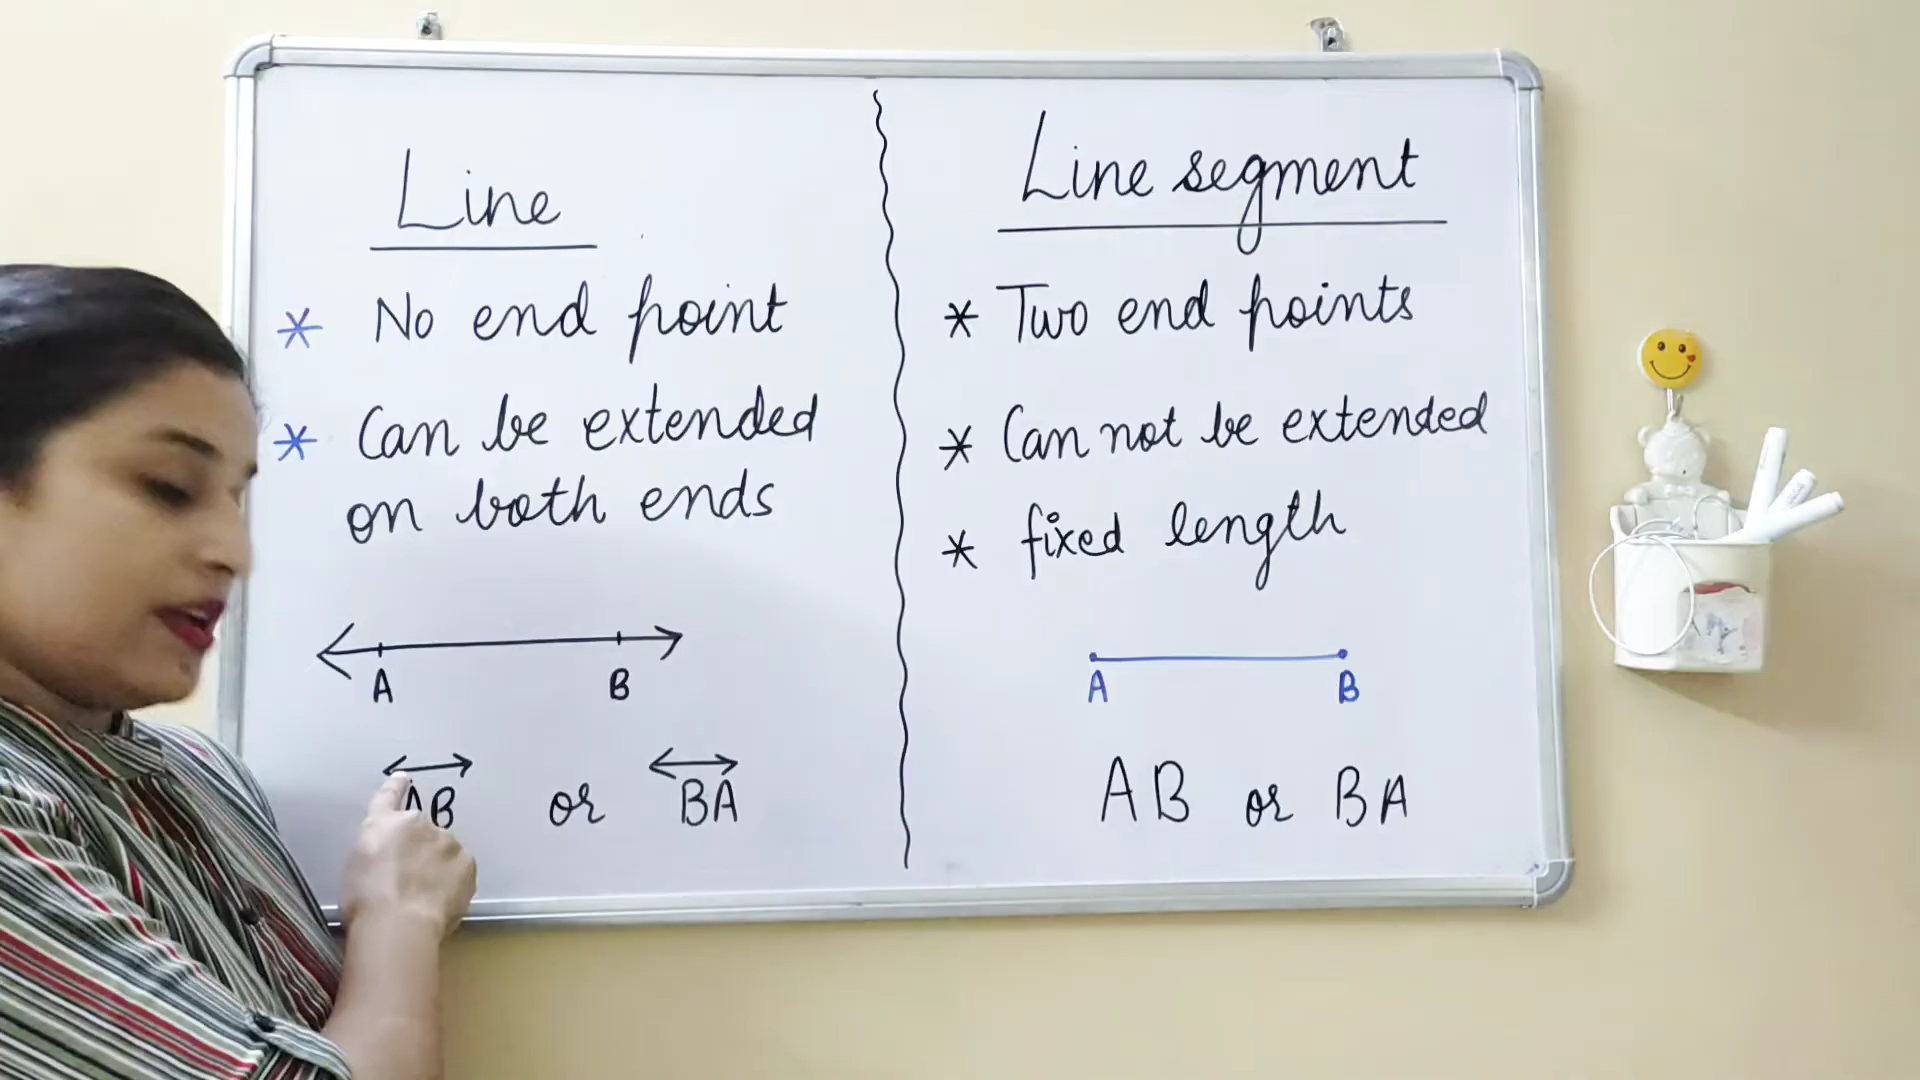 Line
* No end point
* Can be extended
on both ends
A B
AB or BA
Line segment
* Two end points
* Can not be extended
* fixed length
A B
AB or BA